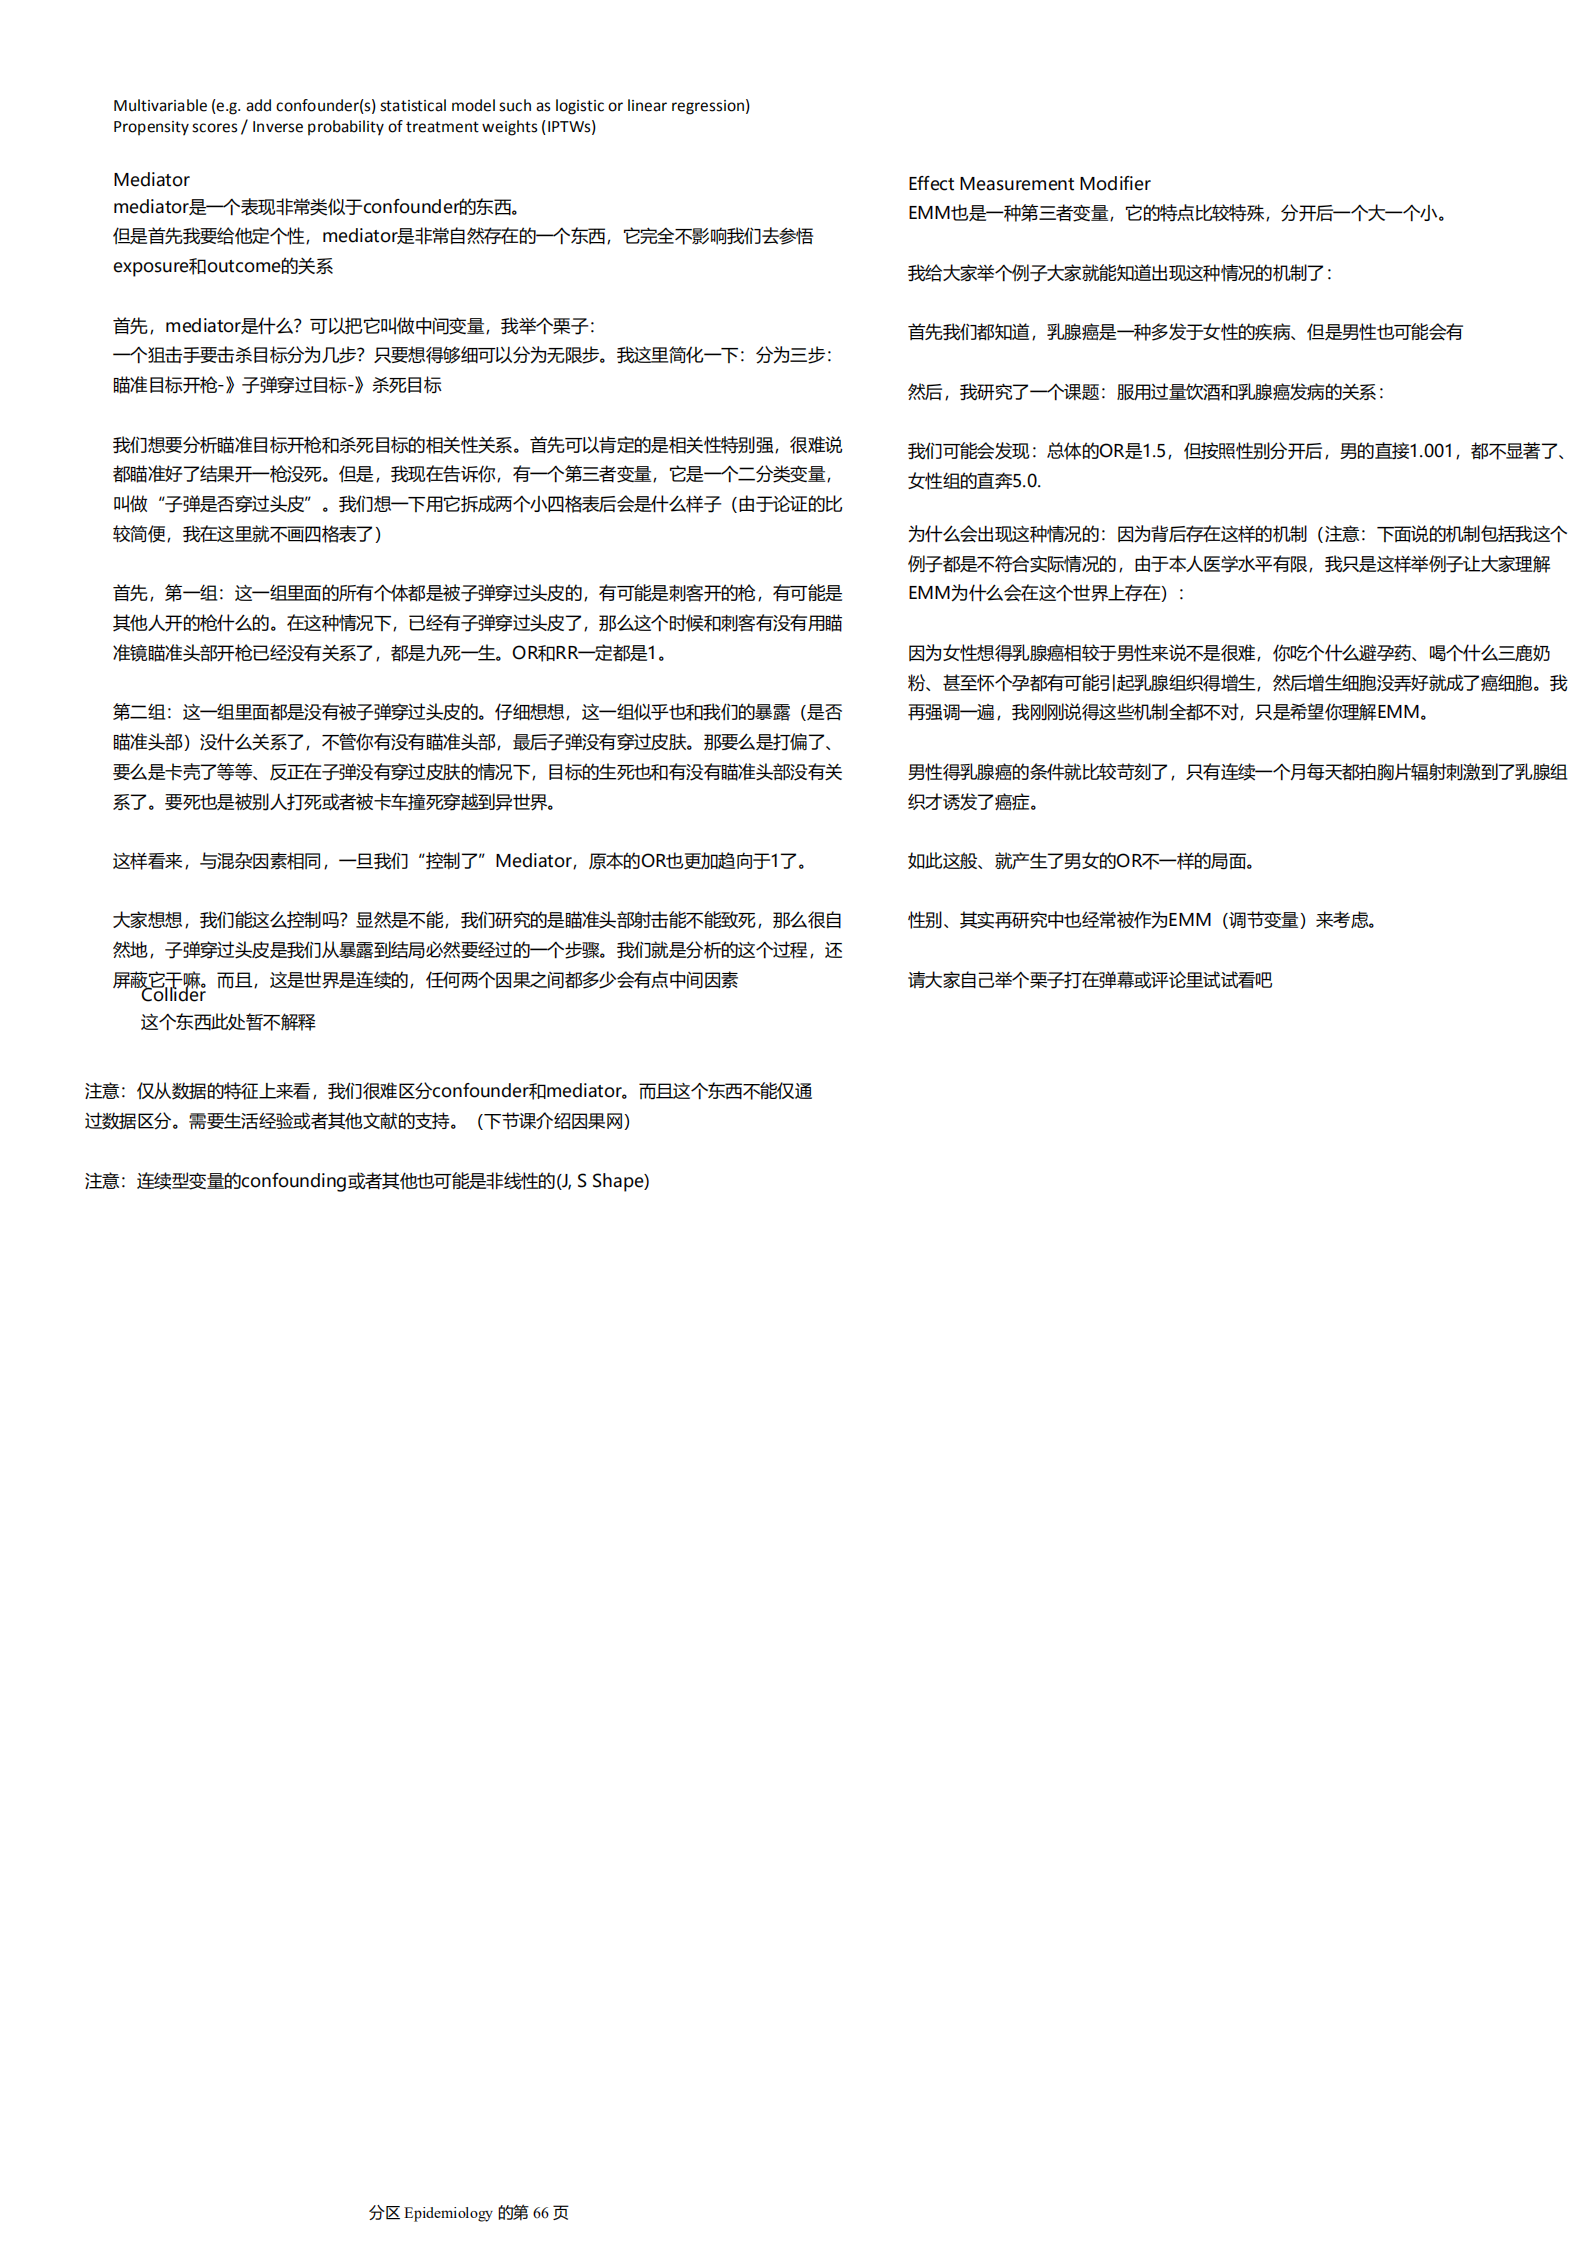 Multivariable (e.g. add confounder(s) statistical model such as logistic or linear regression)
Propensity scores / Inverse probability of treatment weights (IPTWs)
Mediator
mediator是一个表现非常类似于confounder的东西。
但是首先我要给他定个性，mediator是非常自然存在的一个东西，它完全不影响我们去参悟
exposure和outcome的关系
首先，mediator是什么？可以把它叫做中间变量，我举个栗子：
一个狙击手要击杀目标分为几步？只要想得够细可以分为无限步。我这里简化一下：分为三步：
瞄准目标开枪-》子弹穿过目标-》杀死目标
我们想要分析瞄准目标开枪和杀死目标的相关性关系。首先可以肯定的是相关性特别强，很难说
都瞄准好了结果开一枪没死。但是，我现在告诉你，有一个第三者变量，它是一个二分类变量，
叫做“子弹是否穿过头皮”。我们想一下用它拆成两个小四格表后会是什么样子（由于论证的比
较简便，我在这里就不画四格表了）
首先，第一组：这一组里面的所有个体都是被子弹穿过头皮的，有可能是刺客开的枪，有可能是
其他人开的枪什么的。在这种情况下，已经有子弹穿过头皮了，那么这个时候和刺客有没有用瞄
准镜瞄准头部开枪已经没有关系了，都是九死一生。OR和RR一定都是1。
第二组：这一组里面都是没有被子弹穿过头皮的。仔细想想，这一组似乎也和我们的暴露（是否
瞄准头部）没什么关系了，不管你有没有瞄准头部，最后子弹没有穿过皮肤。那要么是打偏了、
要么是卡壳了等等、反正在子弹没有穿过皮肤的情况下，目标的生死也和有没有瞄准头部没有关
系了。要死也是被别人打死或者被卡车撞死穿越到异世界。
这样看来，与混杂因素相同，一旦我们“控制了”Mediator，原本的OR也更加趋向于1了。
大家想想，我们能这么控制吗？显然是不能，我们研究的是瞄准头部射击能不能致死，那么很自
然地，子弹穿过头皮是我们从暴露到结局必然要经过的一个步骤。我们就是分析的这个过程，还
屏蔽它干嘛。而且，这是世界是连续的，任何两个因果之间都多少会有点中间因素
Collider
这个东西此处暂不解释
注意：仅从数据的特征上来看，我们很难区分confounder和mediator。而且这个东西不能仅通
过数据区分。需要生活经验或者其他文献的支持。（下节课介绍因果网）
注意：连续型变量的confounding或者其他也可能是非线性的(J, S Shape)
Effect Measurement Modifier
EMM也是一种第三者变量，它的特点比较特殊，分开后一个大一个小。
我给大家举个例子大家就能知道出现这种情况的机制了：
首先我们都知道，乳腺癌是一种多发于女性的疾病、但是男性也可能会有
然后，我研究了一个课题：服用过量饮酒和乳腺癌发病的关系：
我们可能会发现：总体的OR是1.5，但按照性别分开后，男的直接1.001，都不显著了、
女性组的直奔5.0.
为什么会出现这种情况的：因为背后存在这样的机制（注意：下面说的机制包括我这个
例子都是不符合实际情况的，由于本人医学水平有限，我只是这样举例子让大家理解
EMM为什么会在这个世界上存在）：
因为女性想得乳腺癌相较于男性来说不是很难，你吃个什么避孕药、喝个什么三鹿奶
粉、甚至怀个孕都有可能引起乳腺组织得增生，然后增生细胞没弄好就成了癌细胞。我
再强调一遍，我刚刚说得这些机制全都不对，只是希望你理解EMM。
男性得乳腺癌的条件就比较苛刻了，只有连续一个月每天都拍胸片辐射刺激到了乳腺组
织才诱发了癌症。
如此这般、就产生了男女的OR不一样的局面。
性别、其实再研究中也经常被作为EMM（调节变量）来考虑。
请大家自己举个栗子打在弹幕或评论里试试看吧
分区 Epidemiology 的第 66 页